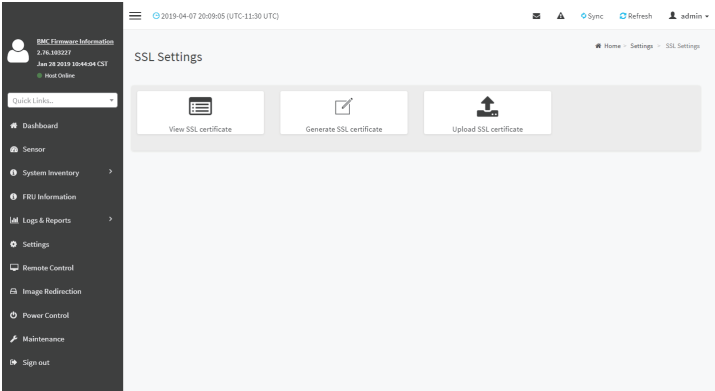 2019-04-07 20:09:05 (UTC-11:30 UTC)
Sync
Refresh
admin
BMC Firmware Information
2.76.103227
Jan 28 2019 10:44:04 CST
Host Online
Quick Links..
Dashboard
Sensor
System Inventory
FRU Information
Logs & Reports
Settings
Remote Control
Image Redirection
Power Control
Maintenance
Sign out
SSL Settings
Home > Settings > SSL Settings
View SSL certificate
Generate SSL certificate
Upload SSL certificate